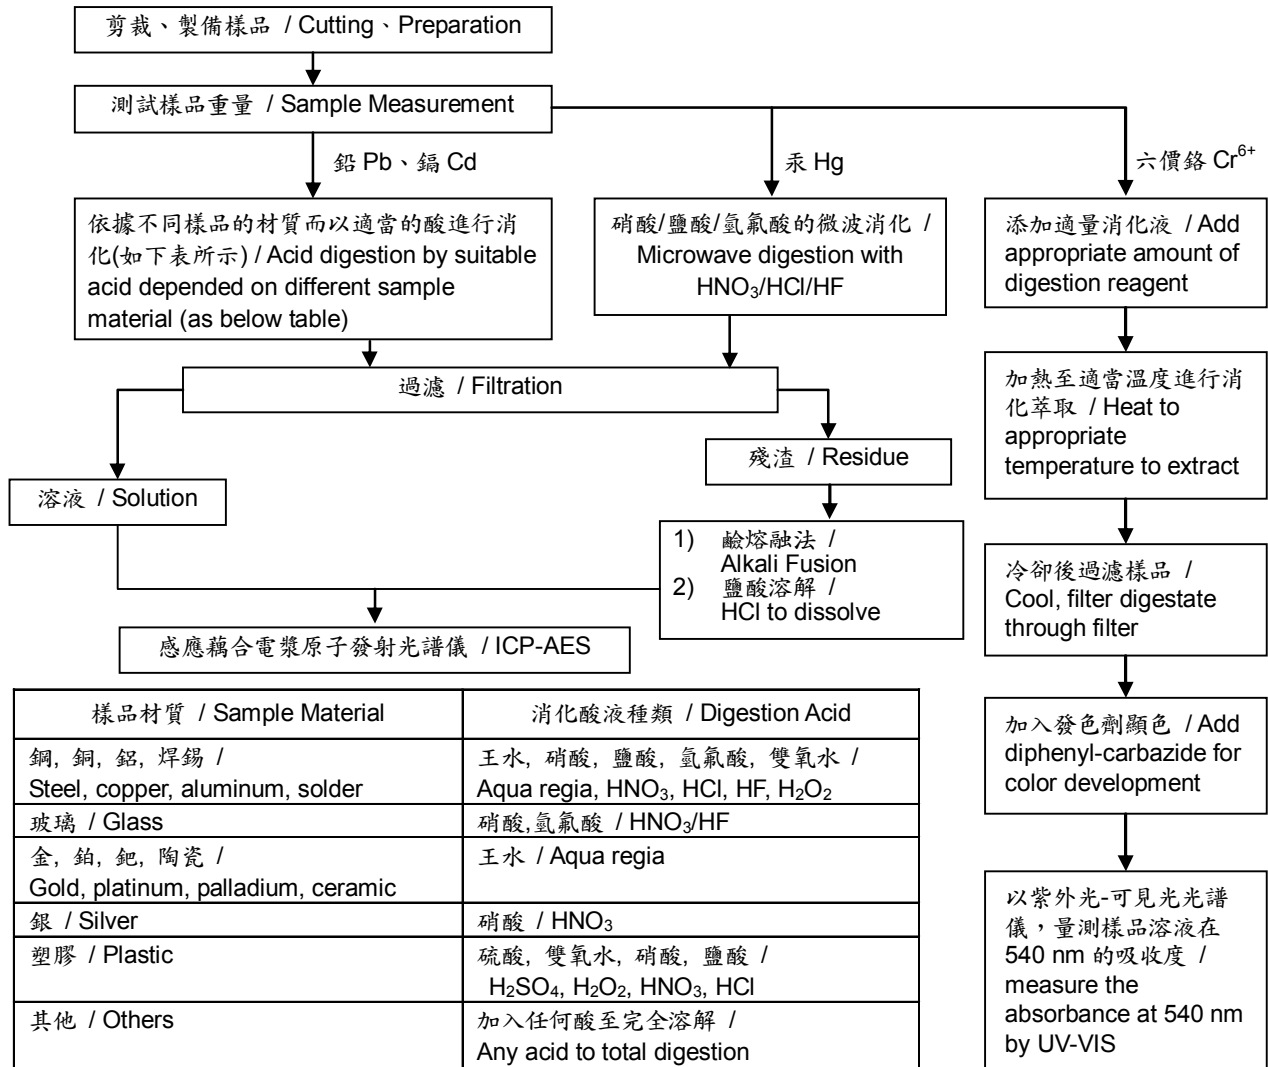 剪裁、製備樣品 / Cutting、Preparation
測試樣品重量 / Sample Measurement
鉛 Pb、鎘 Cd
汞 Hg
六價鉻 Cr⁶⁺
依據不同樣品的材質而以適當的酸進行消
化(如下表所示) / Acid digestion by suitable
acid depended on different sample
material (as below table)
硝酸/鹽酸/氫氟酸的微波消化 /
Microwave digestion with
HNO₃/HCl/HF
添加適量消化液 / Add
appropriate amount of
digestion reagent
過濾 / Filtration
加熱至適當溫度進行消
化萃取 / Heat to
appropriate
temperature to extract
溶液 / Solution
殘渣 / Residue
1) 鹼熔融法 /
Alkali Fusion
2) 鹽酸溶解 /
HCl to dissolve
冷卻後過濾樣品 /
Cool, filter digestate
through filter
感應藕合電漿原子發射光譜儀 / ICP-AES
加入發色劑顯色 / Add
diphenyl-carbazide for
color development
以紫外光-可見光光譜
儀，量測樣品溶液在
540 nm 的吸收度 /
measure the
absorbance at 540 nm
by UV-VIS
樣品材質 / Sample Material
消化酸液種類 / Digestion Acid
鋼, 銅, 鋁, 焊錫 /
Steel, copper, aluminum, solder
王水, 硝酸, 鹽酸, 氫氟酸, 雙氧水 /
Aqua regia, HNO₃, HCl, HF, H₂O₂
玻璃 / Glass
硝酸,氫氟酸 / HNO₃/HF
金, 鉑, 鈀, 陶瓷 /
Gold, platinum, palladium, ceramic
王水 / Aqua regia
銀 / Silver
硝酸 / HNO₃
塑膠 / Plastic
硫酸, 雙氧水, 硝酸, 鹽酸 /
H₂SO₄, H₂O₂, HNO₃, HCl
其他 / Others
加入任何酸至完全溶解 /
Any acid to total digestion